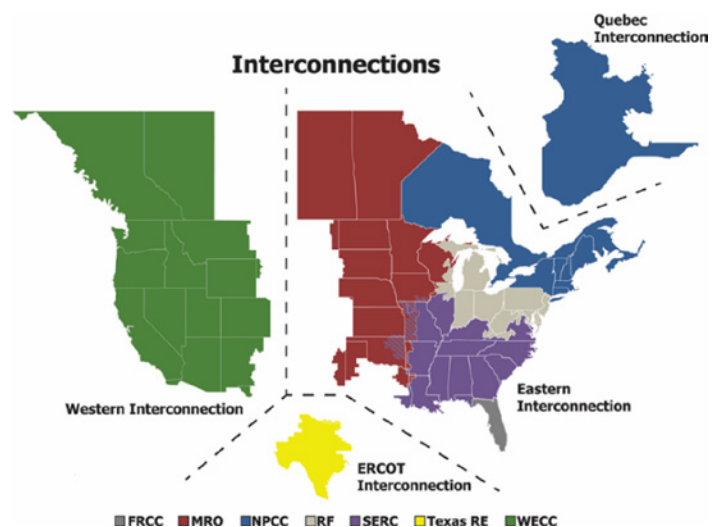 Quebec
Interconnection
Interconnections
Western Interconnection
Eastern
Interconnection
ERCOT
Interconnection
FRCC MRO NPCC RF SERC Texas RE WECC